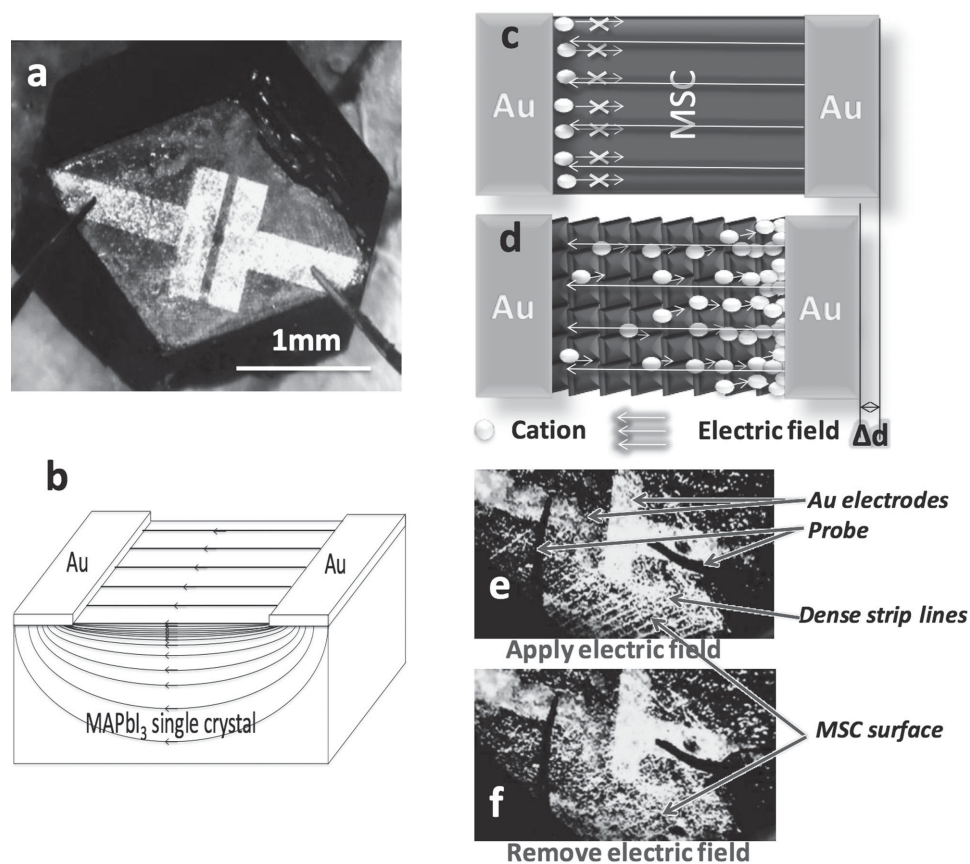 a
1mm
b
Au
Au
MAPbI₃ single crystal
c
Au
MSC
Au
d
Au
Au
Cation
Electric field
Δd
e
Au electrodes
Probe
Dense strip lines
Apply electric field
MSC surface
f
Remove electric field